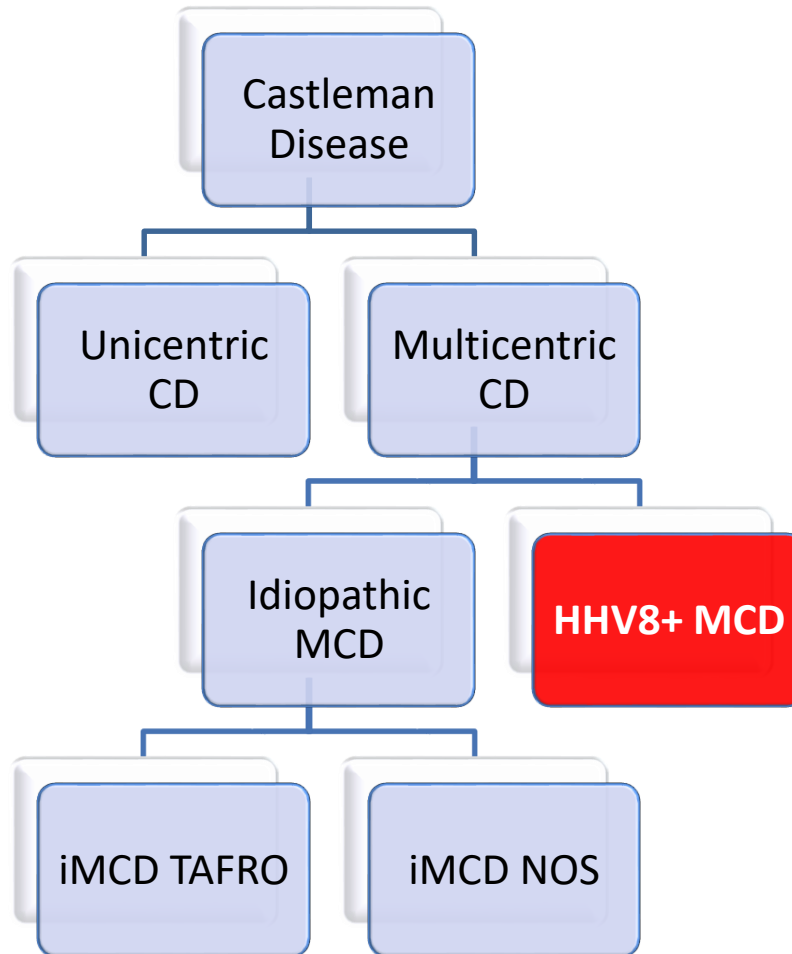 Castleman
Disease
Unicentric
CD
Multicentric
CD
Idiopathic
MCD
HHV8+ MCD
iMCD TAFRO
iMCD NOS